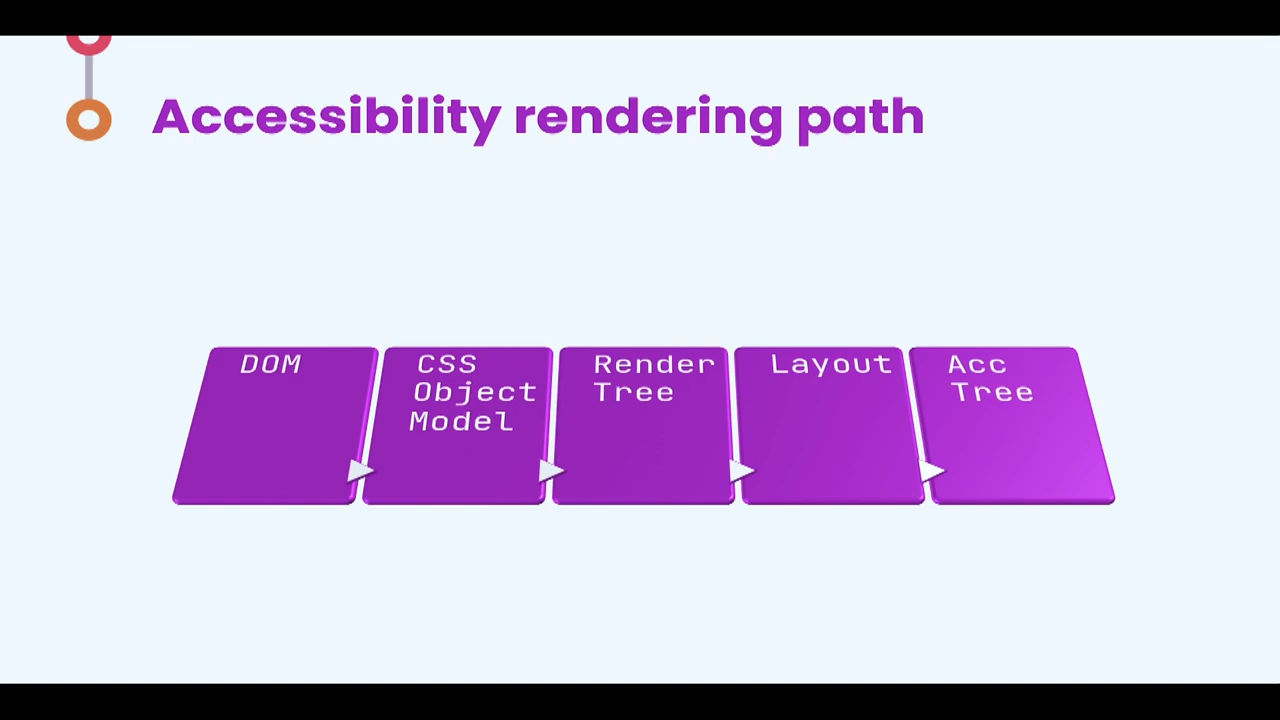 Accessibility rendering path
DOM
CSS
Object
Model
Render
Tree
Layout
Acc
Tree